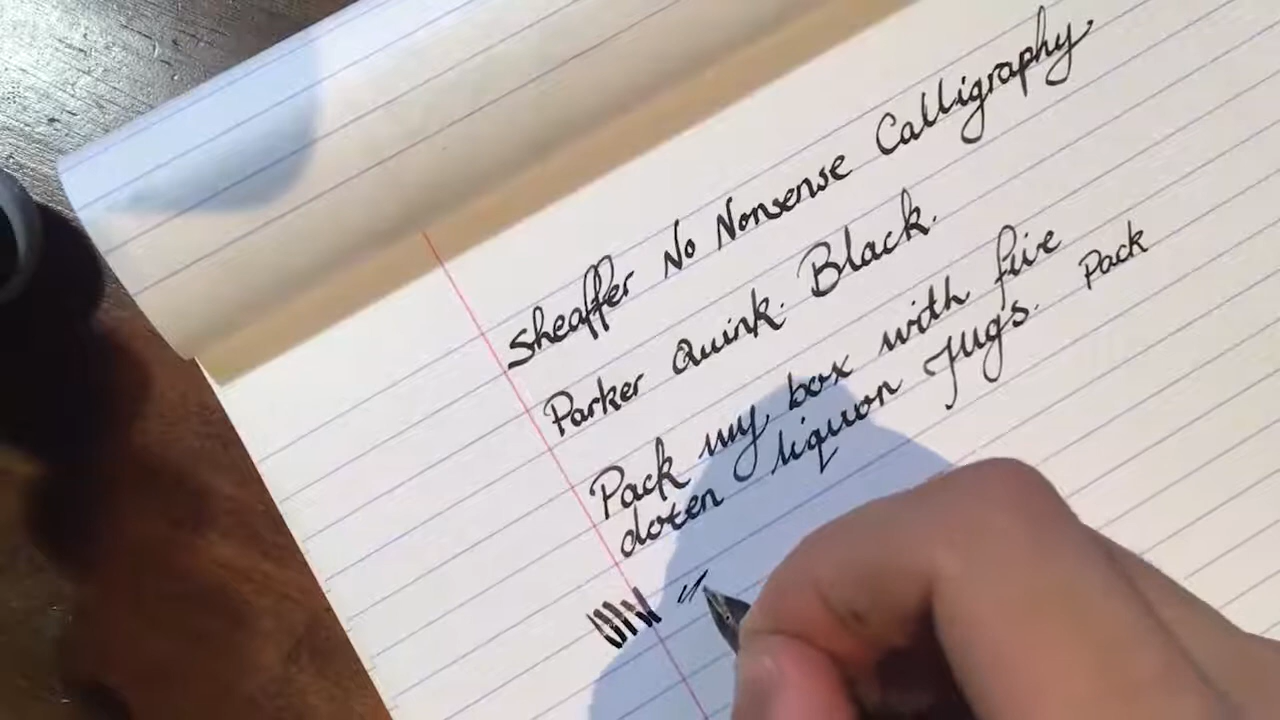 Sheaffer No Nonsense Calligraphy
Parker Quink. Black.
Pack my box with five
dozen liquor Jugs. Pack